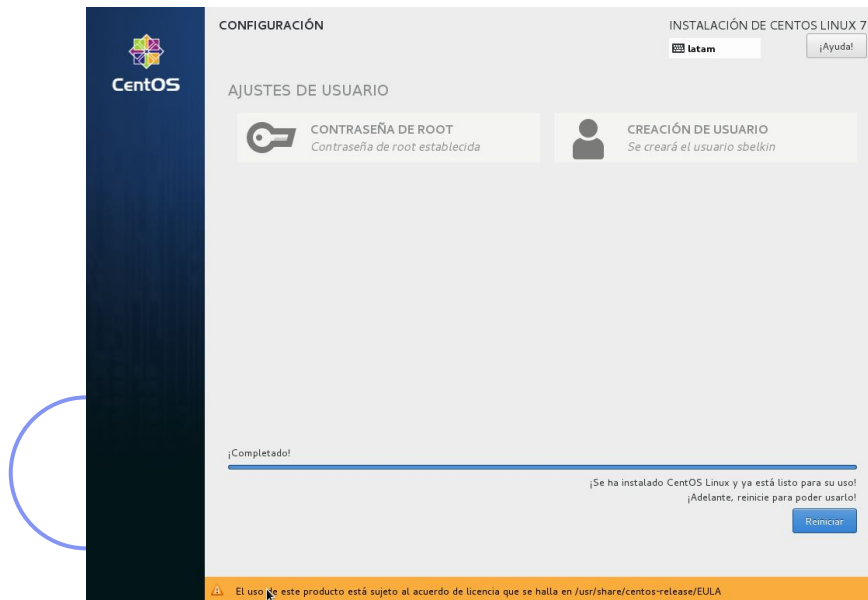 CONFIGURACIÓN
INSTALACIÓN DE CENTOS LINUX 7
latam
¡Ayuda!
CentOS
AJUSTES DE USUARIO
CONTRASEÑA DE ROOT
Contraseña de root establecida
CREACIÓN DE USUARIO
Se creará el usuario sbelkin
¡Completado!
¡Se ha instalado CentOS Linux y ya está listo para su uso!
¡Adelante, reinicie para poder usarlo!
Reiniciar
El uso de este producto está sujeto al acuerdo de licencia que se halla en /usr/share/centos-release/EULA